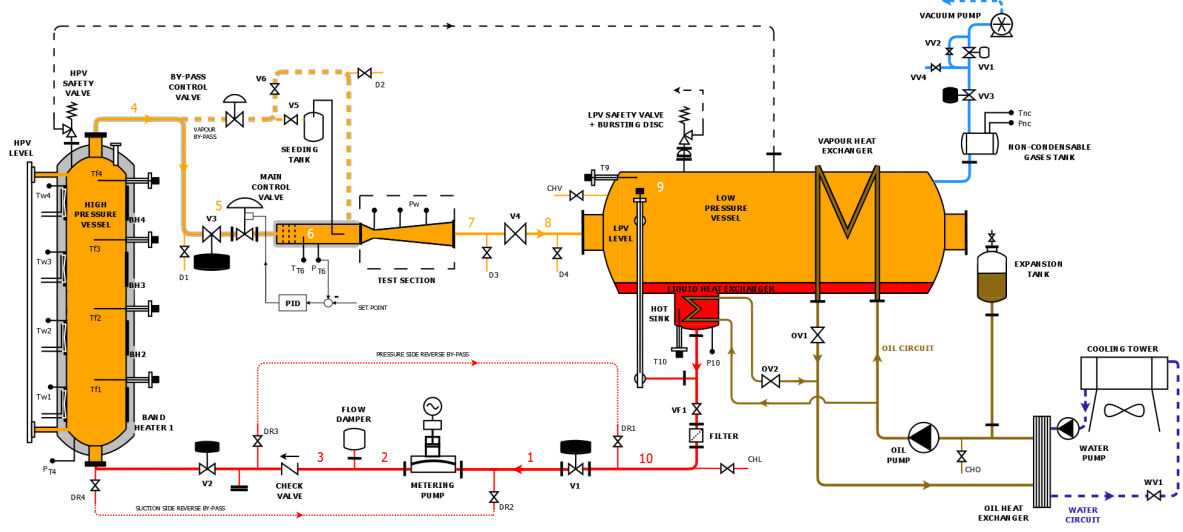 VACUUM PUMP
VV2
VV1
VV4
VV3
HPV
SAFETY
VALVE
BY-PASS
CONTROL
VALVE
V6
D2
4
V5
VAPOUR
BY-PASS
SEEDING
TANK
LPV SAFETY VALVE
+ BURSTING DISC
VAPOUR HEAT
EXCHANGER
Tnc
Pnc
NON-CONDENSABLE
GASES TANK
HPV
LEVEL
Tf4
Tw4
HIGH
PRESSURE
VESSEL
BH4
MAIN
CONTROL
VALVE
V3
5
6
Pw
T9
CHV
9
LPV
LEVEL
LOW
PRESSURE
VESSEL
7
V4
8
Tf3
Tw3
BH3
D1
TT6
PT6
TEST SECTION
D3
D4
PID
-
SET POINT
EXPANSION
TANK
LIQUID HEAT EXCHANGER
HOT
SINK
Tf2
Tw2
BH2
T10
P10
OV1
OV2
OIL CIRCUIT
COOLING TOWER
PRESSURE SIDE REVERSE BY-PASS
Tf1
Tw1
BAND
HEATER 1
FLOW
DAMPER
VF1
FILTER
DR3
DR1
PT4
3
2
1
10
V2
CHECK
VALVE
METERING
PUMP
V1
CHL
OIL
PUMP
CHO
WATER
PUMP
WV1
DR4
SUCTION SIDE REVERSE BY-PASS
DR2
OIL HEAT
EXCHANGER
WATER
CIRCUIT